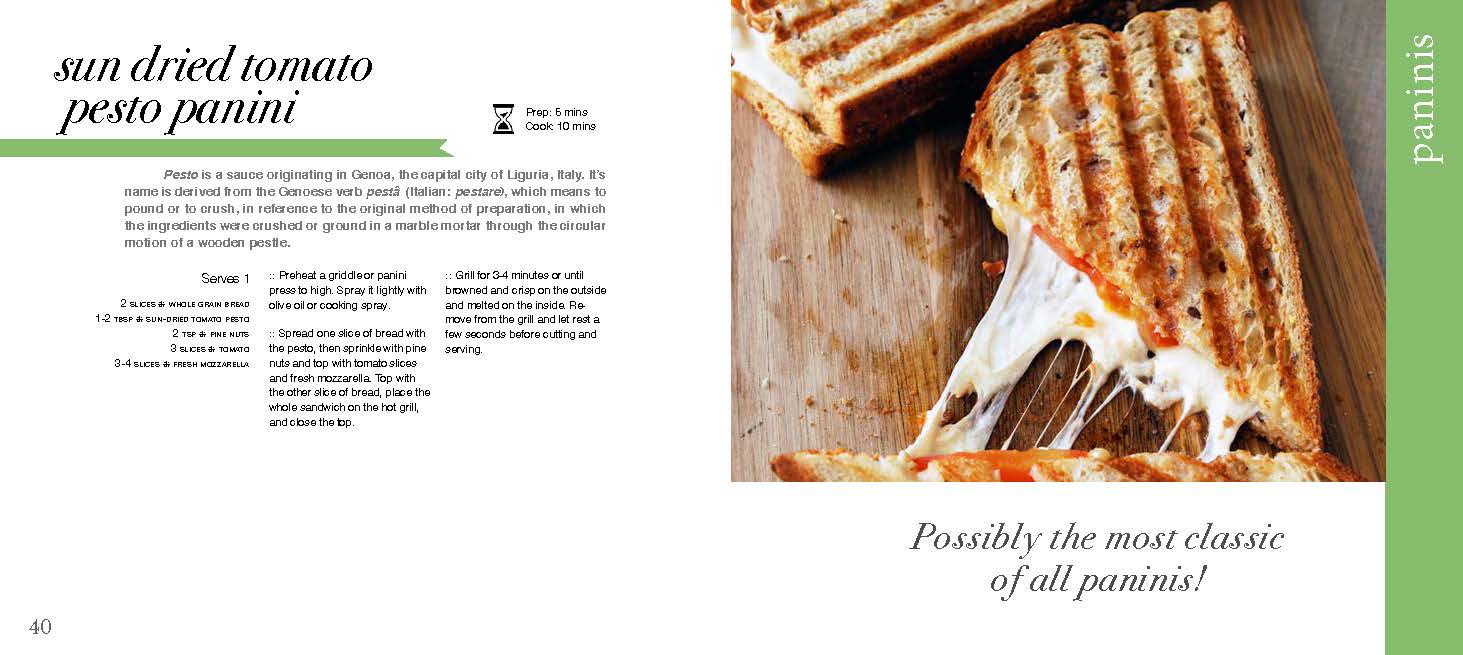 sun dried tomato
pesto panini
Prep: 5 mins
Cook: 10 mins
Pesto is a sauce originating in Genoa, the capital city of Liguria, Italy. It's
name is derived from the Genoese verb pestâ (Italian: pestare), which means to
pound or to crush, in reference to the original method of preparation, in which
the ingredients were crushed or ground in a marble mortar through the circular
motion of a wooden pestle.
Serves 1
2 SLICES :: WHOLE GRAIN BREAD
1-2 TBSP :: SUN-DRIED TOMATO PESTO
2 TSP :: PINE NUTS
3 SLICES :: TOMATO
3-4 SLICES :: FRESH MOZZARELLA
:: Preheat a griddle or panini
press to high. Spray it lightly with
olive oil or cooking spray.
:: Spread one slice of bread with
the pesto, then sprinkle with pine
nuts and top with tomato slices
and fresh mozzarella. Top with
the other slice of bread, place the
whole sandwich on the hot grill,
and close the top.
:: Grill for 3-4 minutes or until
browned and crisp on the outside
and melted on the inside. Re-
move from the grill and let rest a
few seconds before cutting and
serving.
40
paninis
Possibly the most classic
of all paninis!